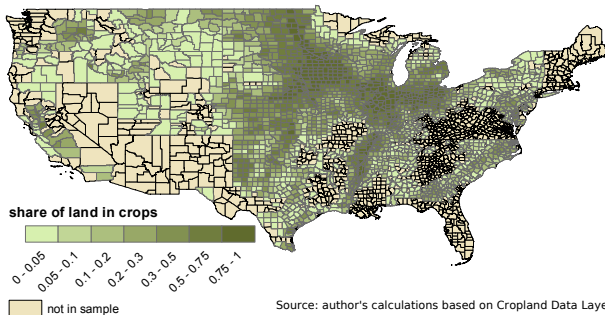 share of land in crops
0 - 0.05
0.05 - 0.1
0.1 - 0.2
0.2 - 0.3
0.3 - 0.5
0.5 - 0.75
0.75 - 1
not in sample
Source: author's calculations based on Cropland Data Laye